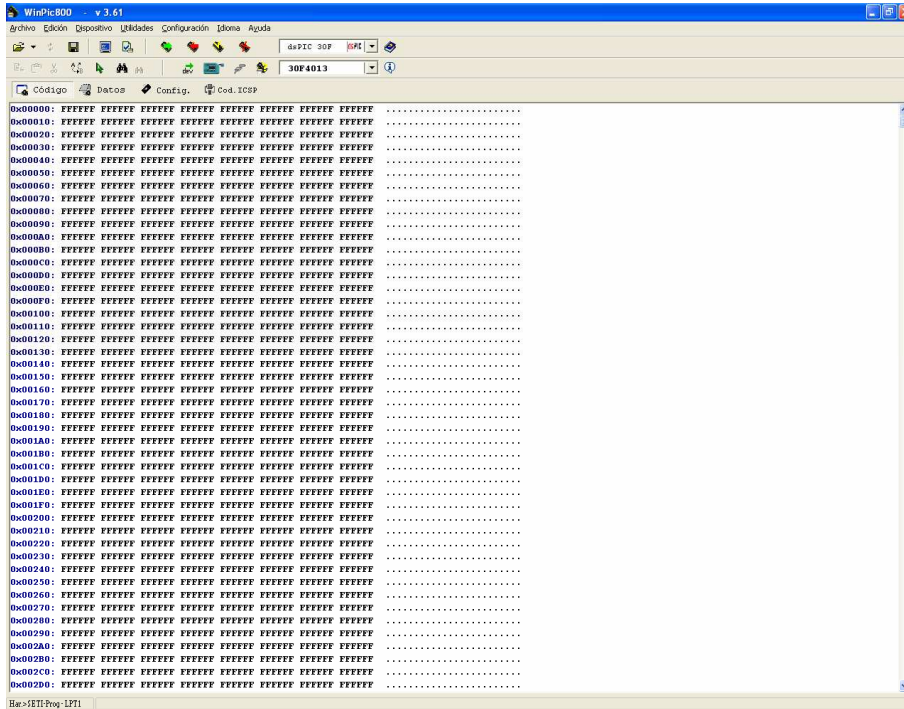 WinPic800 - v 3.61
Archivo Edición Dispositivo Utilidades Configuración Idioma Ayuda
dsPIC 30F
30F4013
Código Datos Config. Cod.ICSP
0x00000: FFFFFF FFFFFF FFFFFF FFFFFF FFFFFF FFFFFF FFFFFF FFFFFF ........................
0x00010: FFFFFF FFFFFF FFFFFF FFFFFF FFFFFF FFFFFF FFFFFF FFFFFF ........................
0x00020: FFFFFF FFFFFF FFFFFF FFFFFF FFFFFF FFFFFF FFFFFF FFFFFF ........................
0x00030: FFFFFF FFFFFF FFFFFF FFFFFF FFFFFF FFFFFF FFFFFF FFFFFF ........................
0x00040: FFFFFF FFFFFF FFFFFF FFFFFF FFFFFF FFFFFF FFFFFF FFFFFF ........................
0x00050: FFFFFF FFFFFF FFFFFF FFFFFF FFFFFF FFFFFF FFFFFF FFFFFF ........................
0x00060: FFFFFF FFFFFF FFFFFF FFFFFF FFFFFF FFFFFF FFFFFF FFFFFF ........................
0x00070: FFFFFF FFFFFF FFFFFF FFFFFF FFFFFF FFFFFF FFFFFF FFFFFF ........................
0x00080: FFFFFF FFFFFF FFFFFF FFFFFF FFFFFF FFFFFF FFFFFF FFFFFF ........................
0x00090: FFFFFF FFFFFF FFFFFF FFFFFF FFFFFF FFFFFF FFFFFF FFFFFF ........................
0x000A0: FFFFFF FFFFFF FFFFFF FFFFFF FFFFFF FFFFFF FFFFFF FFFFFF ........................
0x000B0: FFFFFF FFFFFF FFFFFF FFFFFF FFFFFF FFFFFF FFFFFF FFFFFF ........................
0x000C0: FFFFFF FFFFFF FFFFFF FFFFFF FFFFFF FFFFFF FFFFFF FFFFFF ........................
0x000D0: FFFFFF FFFFFF FFFFFF FFFFFF FFFFFF FFFFFF FFFFFF FFFFFF ........................
0x000E0: FFFFFF FFFFFF FFFFFF FFFFFF FFFFFF FFFFFF FFFFFF FFFFFF ........................
0x000F0: FFFFFF FFFFFF FFFFFF FFFFFF FFFFFF FFFFFF FFFFFF FFFFFF ........................
0x00100: FFFFFF FFFFFF FFFFFF FFFFFF FFFFFF FFFFFF FFFFFF FFFFFF ........................
0x00110: FFFFFF FFFFFF FFFFFF FFFFFF FFFFFF FFFFFF FFFFFF FFFFFF ........................
0x00120: FFFFFF FFFFFF FFFFFF FFFFFF FFFFFF FFFFFF FFFFFF FFFFFF ........................
0x00130: FFFFFF FFFFFF FFFFFF FFFFFF FFFFFF FFFFFF FFFFFF FFFFFF ........................
0x00140: FFFFFF FFFFFF FFFFFF FFFFFF FFFFFF FFFFFF FFFFFF FFFFFF ........................
0x00150: FFFFFF FFFFFF FFFFFF FFFFFF FFFFFF FFFFFF FFFFFF FFFFFF ........................
0x00160: FFFFFF FFFFFF FFFFFF FFFFFF FFFFFF FFFFFF FFFFFF FFFFFF ........................
0x00170: FFFFFF FFFFFF FFFFFF FFFFFF FFFFFF FFFFFF FFFFFF FFFFFF ........................
0x00180: FFFFFF FFFFFF FFFFFF FFFFFF FFFFFF FFFFFF FFFFFF FFFFFF ........................
0x00190: FFFFFF FFFFFF FFFFFF FFFFFF FFFFFF FFFFFF FFFFFF FFFFFF ........................
0x001A0: FFFFFF FFFFFF FFFFFF FFFFFF FFFFFF FFFFFF FFFFFF FFFFFF ........................
0x001B0: FFFFFF FFFFFF FFFFFF FFFFFF FFFFFF FFFFFF FFFFFF FFFFFF ........................
0x001C0: FFFFFF FFFFFF FFFFFF FFFFFF FFFFFF FFFFFF FFFFFF FFFFFF ........................
0x001D0: FFFFFF FFFFFF FFFFFF FFFFFF FFFFFF FFFFFF FFFFFF FFFFFF ........................
0x001E0: FFFFFF FFFFFF FFFFFF FFFFFF FFFFFF FFFFFF FFFFFF FFFFFF ........................
0x001F0: FFFFFF FFFFFF FFFFFF FFFFFF FFFFFF FFFFFF FFFFFF FFFFFF ........................
0x00200: FFFFFF FFFFFF FFFFFF FFFFFF FFFFFF FFFFFF FFFFFF FFFFFF ........................
0x00210: FFFFFF FFFFFF FFFFFF FFFFFF FFFFFF FFFFFF FFFFFF FFFFFF ........................
0x00220: FFFFFF FFFFFF FFFFFF FFFFFF FFFFFF FFFFFF FFFFFF FFFFFF ........................
0x00230: FFFFFF FFFFFF FFFFFF FFFFFF FFFFFF FFFFFF FFFFFF FFFFFF ........................
0x00240: FFFFFF FFFFFF FFFFFF FFFFFF FFFFFF FFFFFF FFFFFF FFFFFF ........................
0x00250: FFFFFF FFFFFF FFFFFF FFFFFF FFFFFF FFFFFF FFFFFF FFFFFF ........................
0x00260: FFFFFF FFFFFF FFFFFF FFFFFF FFFFFF FFFFFF FFFFFF FFFFFF ........................
0x00270: FFFFFF FFFFFF FFFFFF FFFFFF FFFFFF FFFFFF FFFFFF FFFFFF ........................
0x00280: FFFFFF FFFFFF FFFFFF FFFFFF FFFFFF FFFFFF FFFFFF FFFFFF ........................
0x00290: FFFFFF FFFFFF FFFFFF FFFFFF FFFFFF FFFFFF FFFFFF FFFFFF ........................
0x002A0: FFFFFF FFFFFF FFFFFF FFFFFF FFFFFF FFFFFF FFFFFF FFFFFF ........................
0x002B0: FFFFFF FFFFFF FFFFFF FFFFFF FFFFFF FFFFFF FFFFFF FFFFFF ........................
0x002C0: FFFFFF FFFFFF FFFFFF FFFFFF FFFFFF FFFFFF FFFFFF FFFFFF ........................
0x002D0: FFFFFF FFFFFF FFFFFF FFFFFF FFFFFF FFFFFF FFFFFF FFFFFF ........................
Har.>SETI-Prog - LPT1